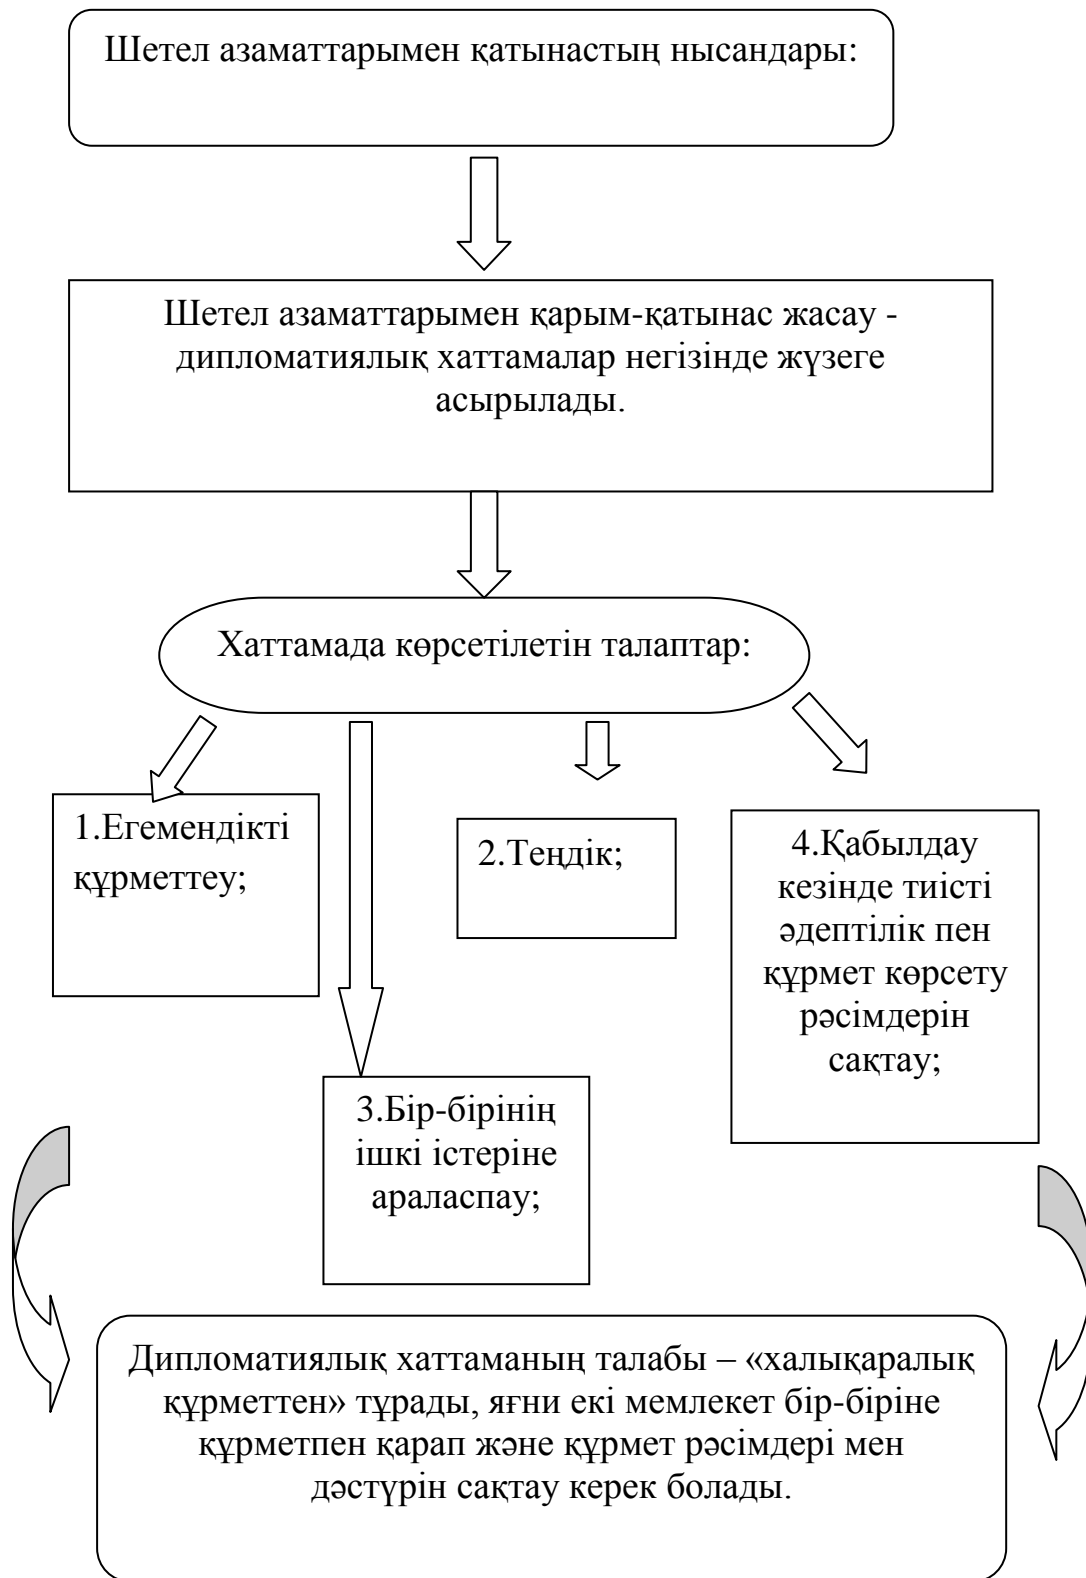 Шетел азаматтарымен қатынастың нысандары:
Шетел азаматтарымен қарым-қатынас жасау -
дипломатиялық хаттамалар негізінде жүзеге
асырылады.
Хаттамада көрсетілетін талаптар:
1.Егемендікті
құрметтеу;
2.Теңдік;
4.Қабылдау
кезінде тиісті
әдептілік пен
құрмет көрсету
рәсімдерін
сақтау;
3.Бір-бірінің
ішкі істеріне
араласпау;
Дипломатиялық хаттаманың талабы – «халықаралық
құрметтен» тұрады, яғни екі мемлекет бір-біріне
құрметпен қарап және құрмет рәсімдері мен
дәстүрін сақтау керек болады.